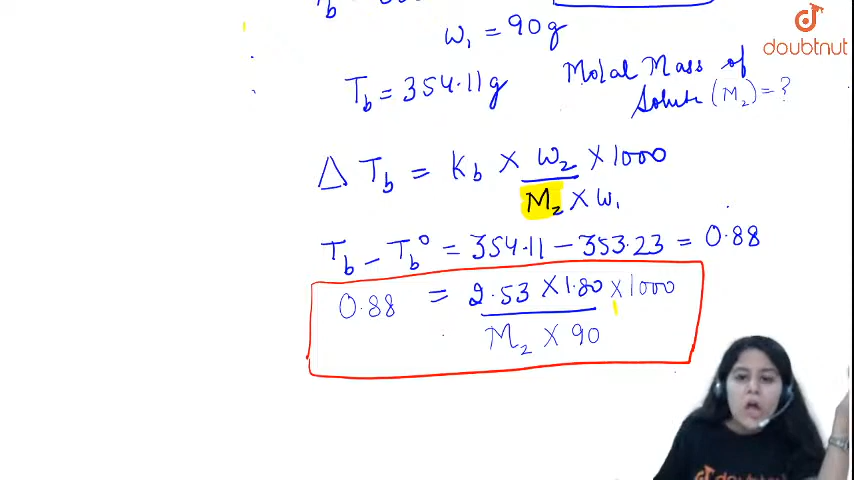 doubtnut
w₁ = 90g
T_b = 354.11g
Molal Mass of
Solute (M₂) = ?
Δ T_b = K_b × w₂ × 1000
M₂ × w₁
T_b - T_b⁰ = 354.11 - 353.23 = 0.88
0.88 = 2.53 × 1.80 × 1000
M₂ × 90